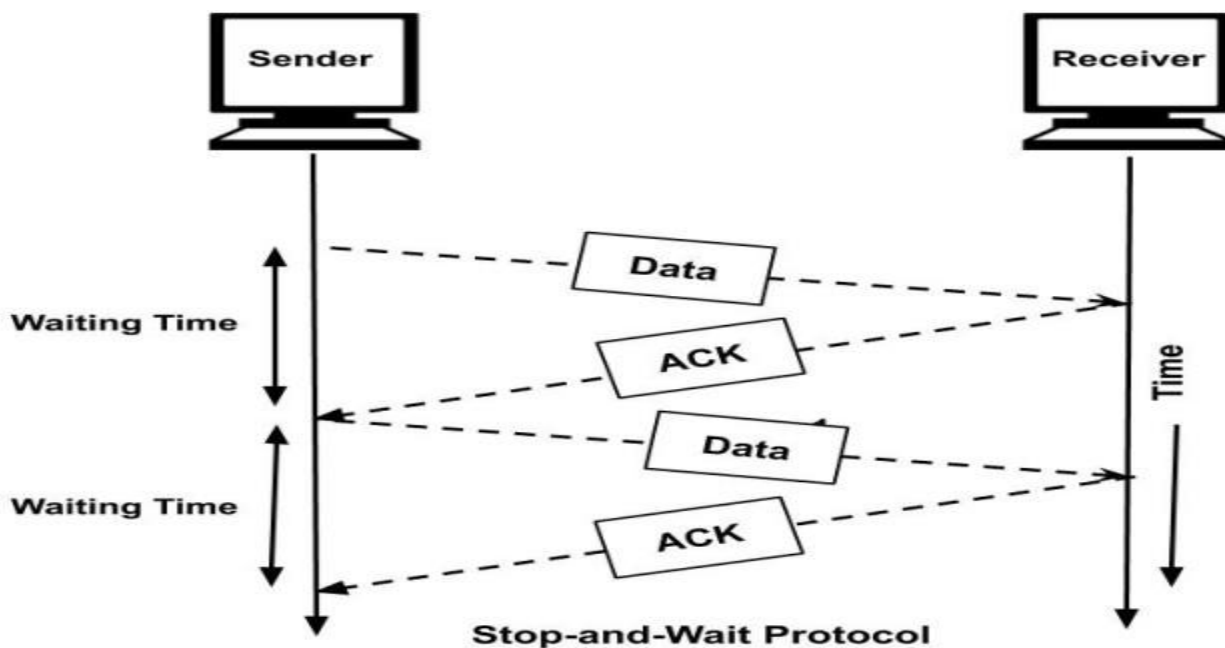 Sender
Receiver
Data
Waiting Time
ACK
Time
Data
Waiting Time
ACK
Stop-and-Wait Protocol